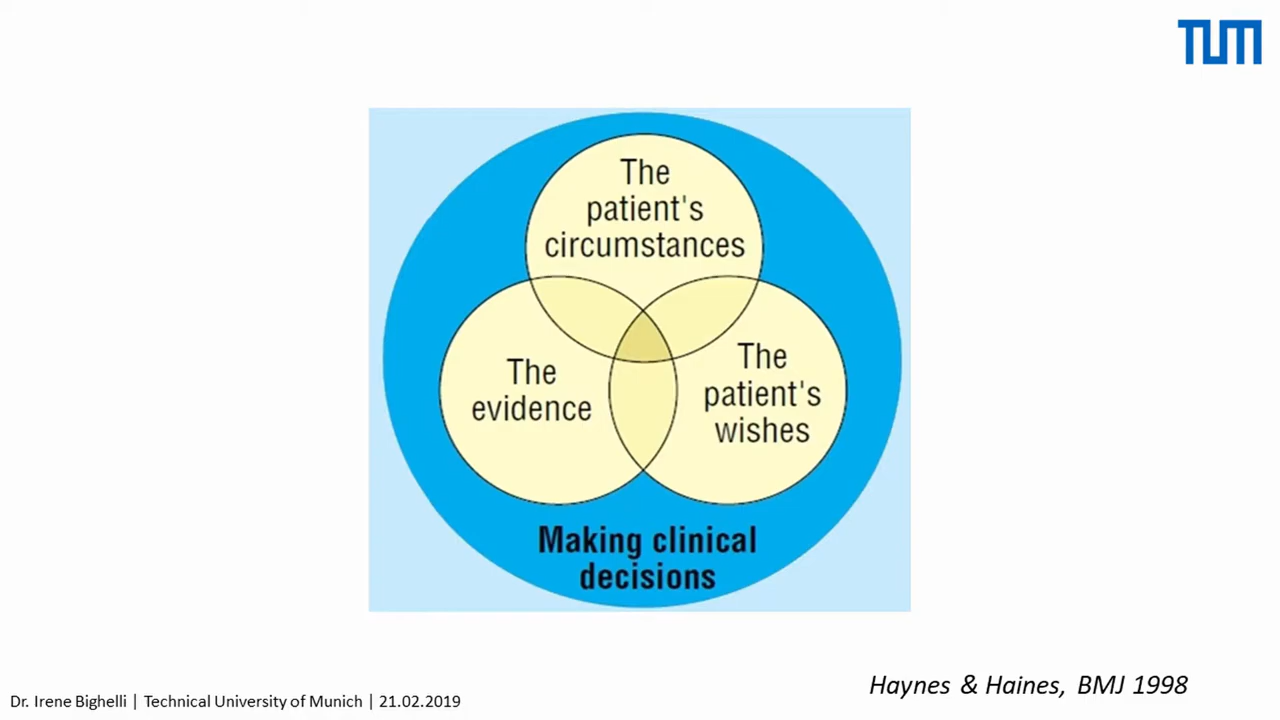 TUM
The
patient's
circumstances
The
evidence
The
patient's
wishes
Making clinical
decisions
Haynes & Haines, BMJ 1998
Dr. Irene Bighelli | Technical University of Munich | 21.02.2019